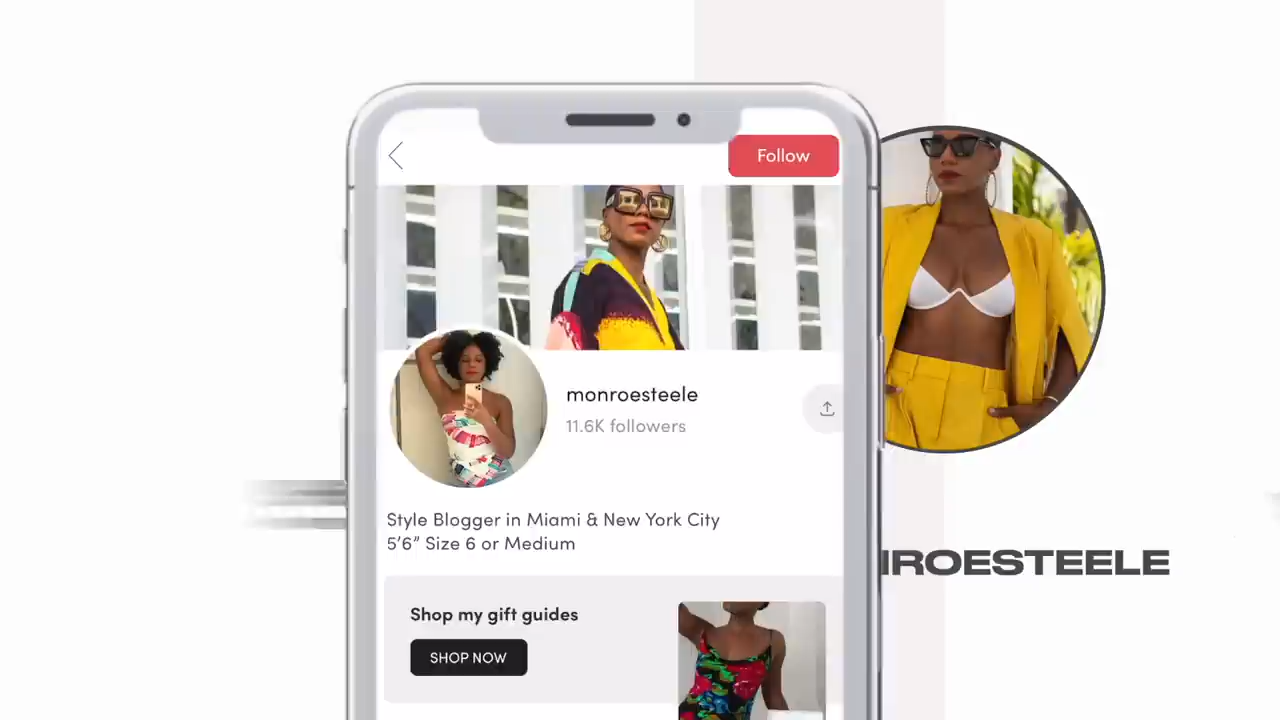 Follow
monroesteele
11.6K followers
Style Blogger in Miami & New York City
5'6" Size 6 or Medium
Shop my gift guides
SHOP NOW
ROESTEELE